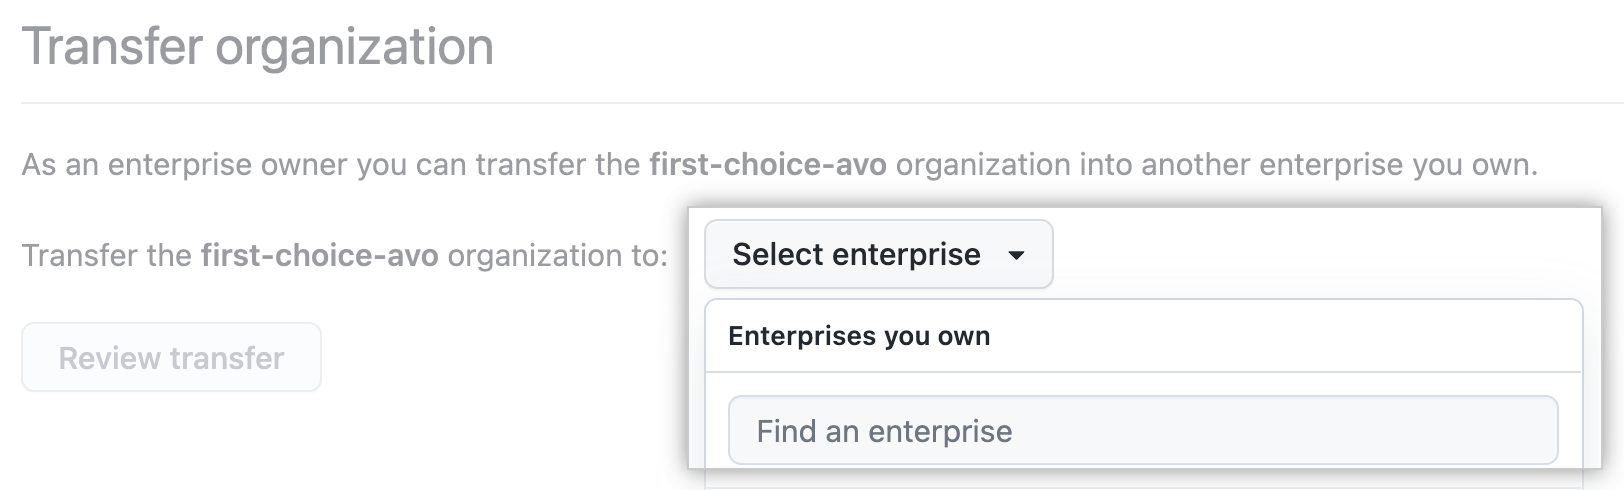 Transfer organization
As an enterprise owner you can transfer the first-choice-avo organization into another enterprise you own.
Transfer the first-choice-avo organization to:
Select enterprise
Enterprises you own
Find an enterprise
Review transfer